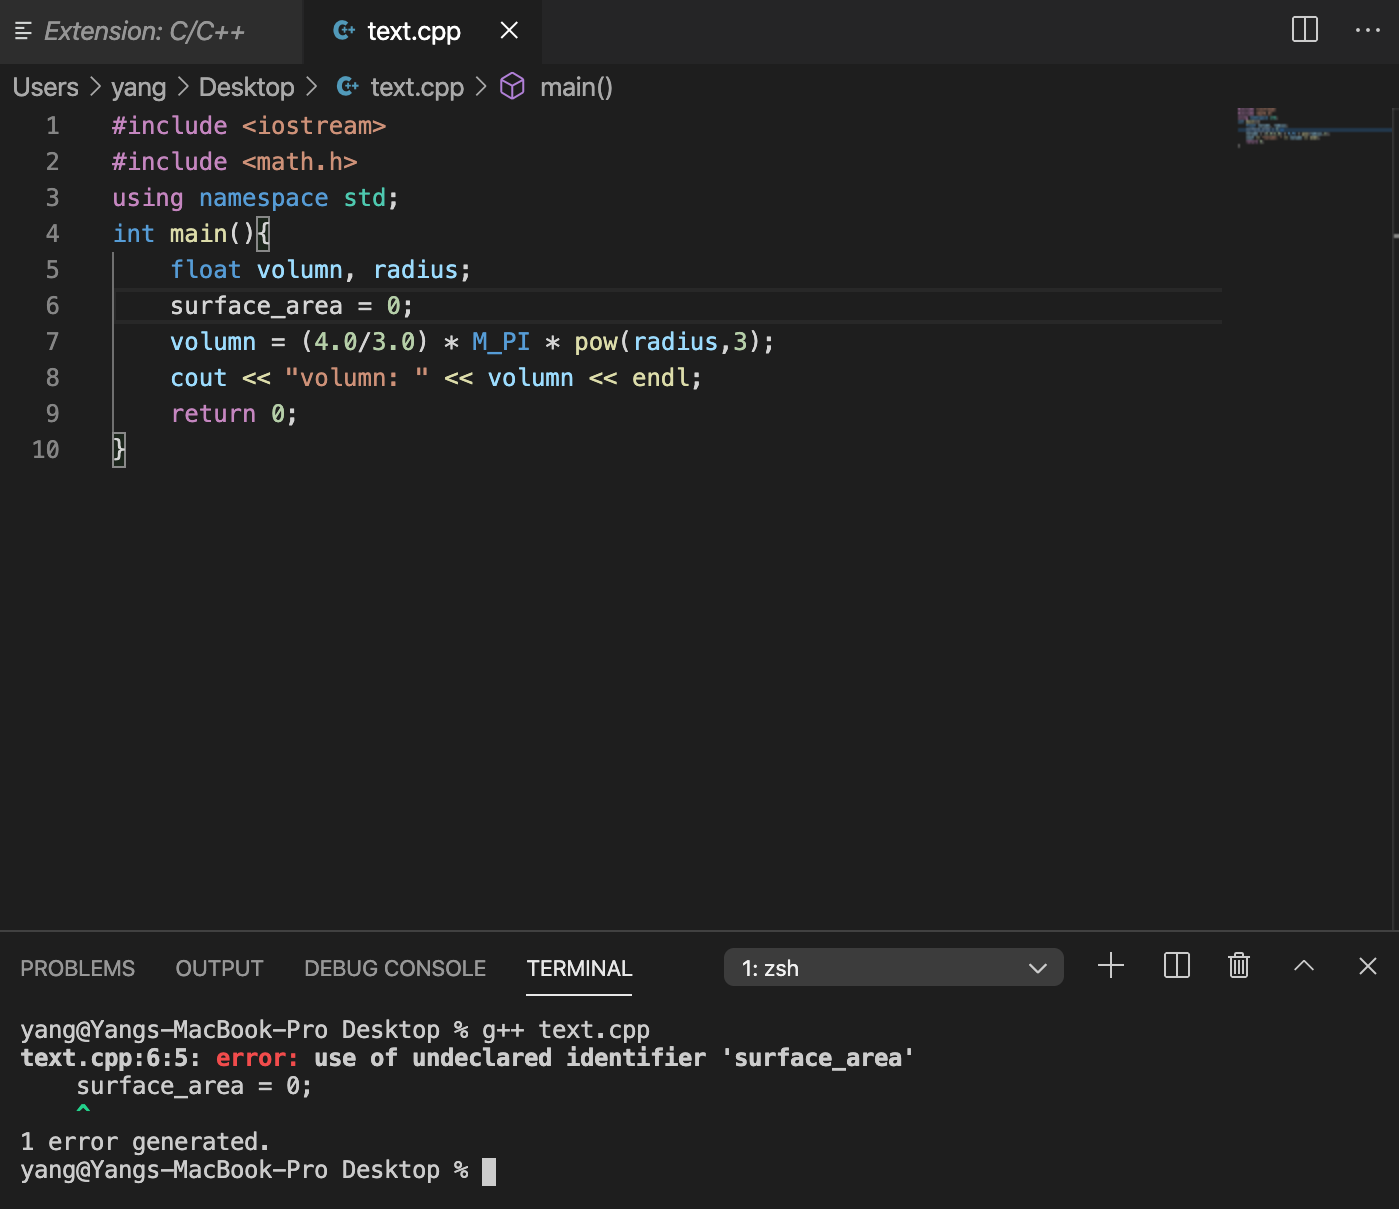 Extension: C/C++ text.cpp
Users > yang > Desktop > text.cpp > main()
1 #include <iostream>
2 #include <math.h>
3 using namespace std;
4 int main(){
5     float volumn, radius;
6     surface_area = 0;
7     volumn = (4.0/3.0) * M_PI * pow(radius,3);
8     cout << "volumn: " << volumn << endl;
9     return 0;
10 }
PROBLEMS OUTPUT DEBUG CONSOLE TERMINAL 1: zsh
yang@Yangs-MacBook-Pro Desktop % g++ text.cpp
text.cpp:6:5: error: use of undeclared identifier 'surface_area'
    surface_area = 0;
    ^
1 error generated.
yang@Yangs-MacBook-Pro Desktop %